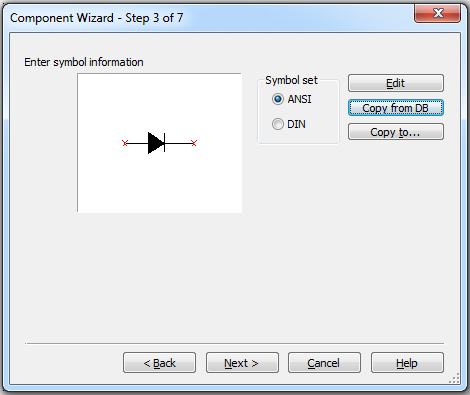 Component Wizard - Step 3 of 7
Enter symbol information
Symbol set
ANSI
DIN
Edit
Copy from DB
Copy to...
< Back
Next >
Cancel
Help